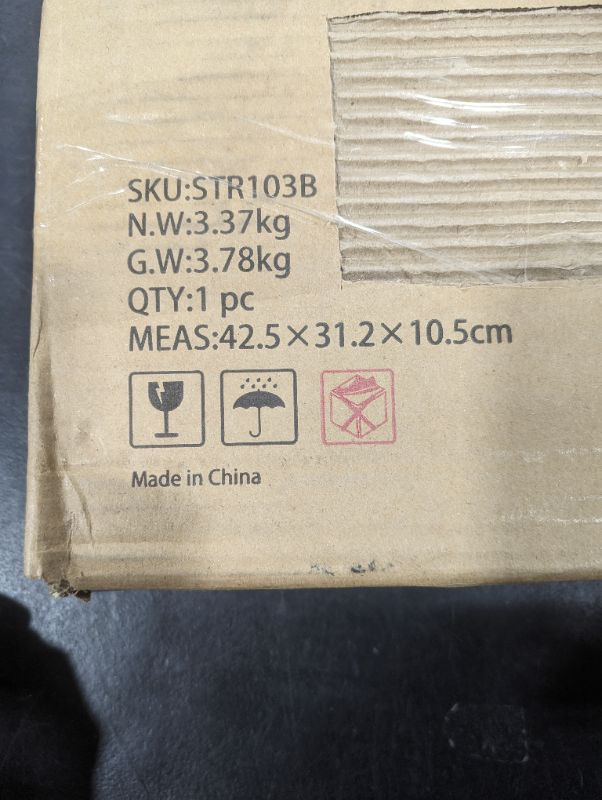 SKU:STR103B
N.W:3.37kg
G.W:3.78kg
QTY:1 pc
MEAS:42.5×31.2×10.5cm
Made in China